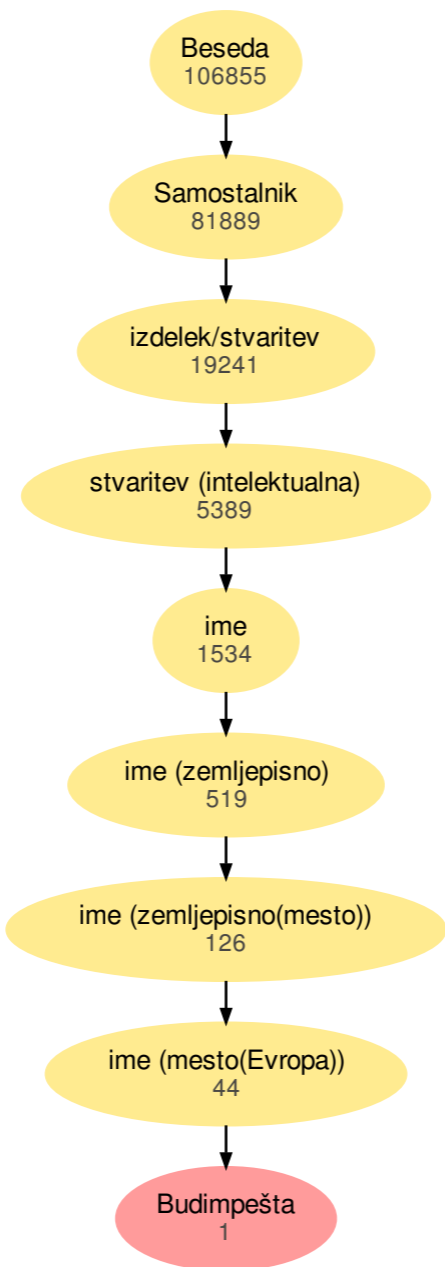 Beseda
106855
Samostalnik
81889
izdelek/stvaritev
19241
stvaritev (intelektualna)
5389
ime
1534
ime (zemljepisno)
519
ime (zemljepisno(mesto))
126
ime (mesto(Evropa))
44
Budimpešta
1